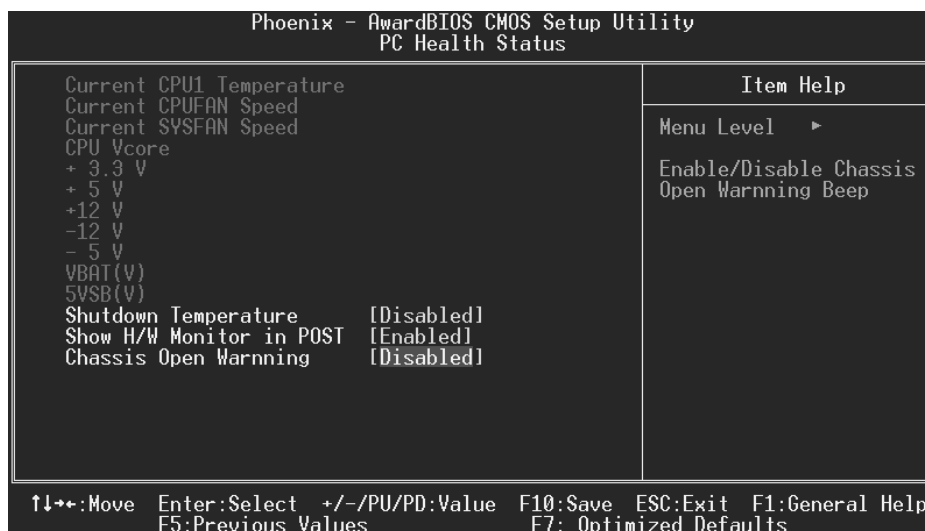 Phoenix - AwardBIOS CMOS Setup Utility
PC Health Status
Current CPU1 Temperature
Current CPUFAN Speed
Current SYSFAN Speed
CPU Vcore
+ 3.3 V
+ 5 V
+12 V
-12 V
- 5 V
VBAT(V)
5VSB(V)
Shutdown Temperature [Disabled]
Show H/W Monitor in POST [Enabled]
Chassis Open Warnning [Disabled]
Item Help
Menu Level ►
Enable/Disable Chassis
Open Warnning Beep
↑↓→←:Move Enter:Select +/-/PU/PD:Value F10:Save ESC:Exit F1:General Help
F5:Previous Values F7: Optimized Defaults